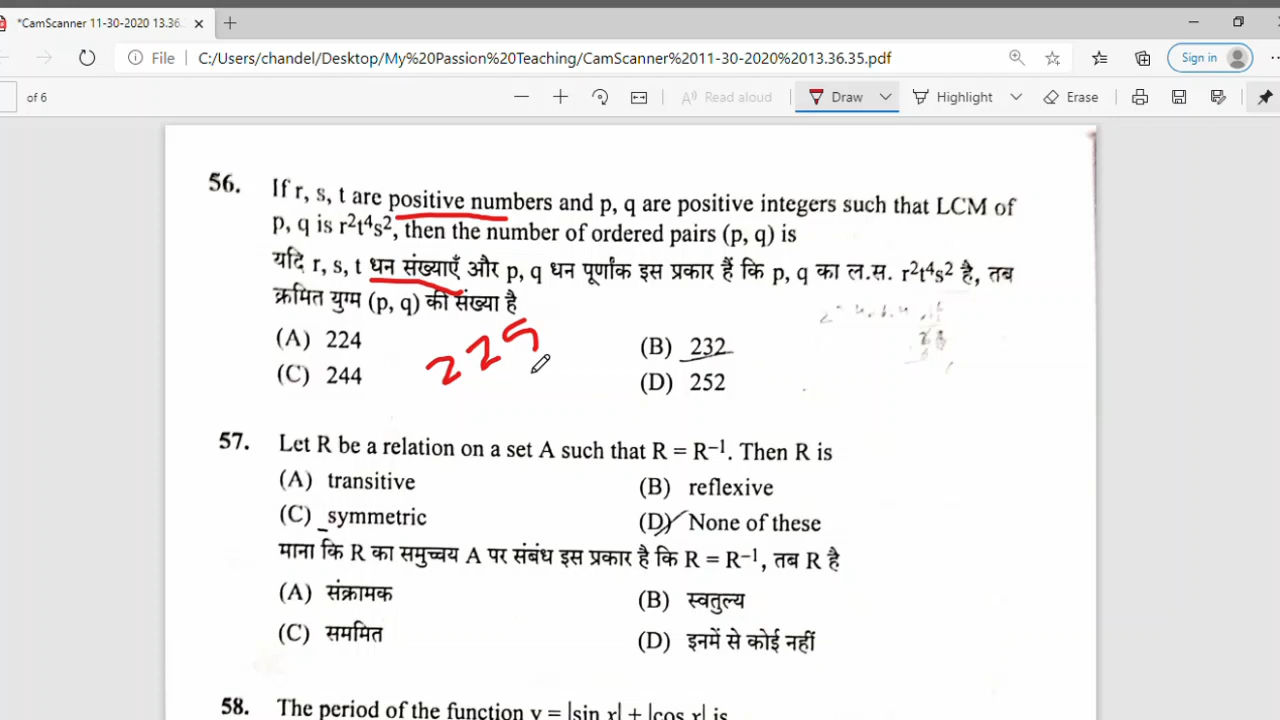 *CamScanner 11-30-2020 13.36.
File C:/Users/chandel/Desktop/My%20Passion%20Teaching/CamScanner%2011-30-2020%2013.36.35.pdf Sign in
of 6 Read aloud Draw Highlight Erase
56. If r, s, t are positive numbers and p, q are positive integers such that LCM of
p, q is r²t⁴s², then the number of ordered pairs (p, q) is
यदि r, s, t धन संख्याएँ और p, q धन पूर्णांक इस प्रकार हैं कि p, q का ल.स. r²t⁴s² है, तब
क्रमित युग्म (p, q) की संख्या है
(A) 224 (B) 232
(C) 244 (D) 252
225
57. Let R be a relation on a set A such that R = R⁻¹. Then R is
(A) transitive (B) reflexive
(C) symmetric (D) None of these
माना कि R का समुच्चय A पर संबंध इस प्रकार है कि R = R⁻¹, तब R है
(A) संक्रामक (B) स्वतुल्य
(C) सममित (D) इनमें से कोई नहीं
58. The period of the function y = |sin x| + |cos x| is